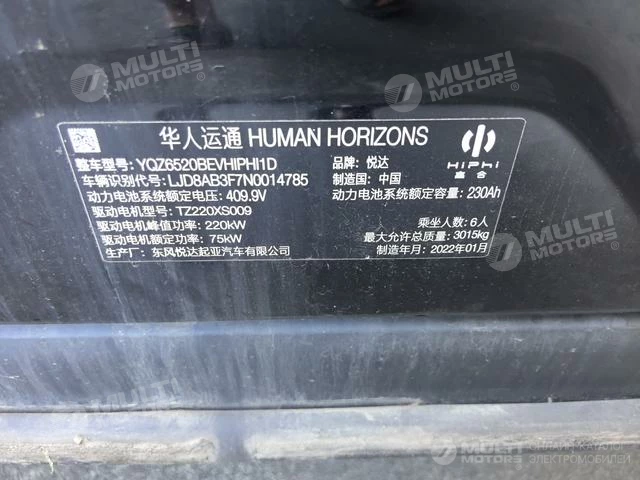 MULTI
MOTORS
MULTI
MOTORS
华人运通 HUMAN HORIZONS
HiPhi
高合
整车型号: YQZ6520BEVHIPHI1D
品牌: 悦达
车辆识别代号: LJD8AB3F7N0014785
制造国: 中国
动力电池系统额定电压: 409.9V
动力电池系统额定容量: 230Ah
驱动电机型号: TZ220XS009
驱动电机峰值功率: 220kW
乘坐人数: 6人
驱动电机额定功率: 75kW
最大允许总质量: 3015kg
生产厂: 东风悦达起亚汽车有限公司
制造年月: 2022年01月
MULTI
MOTORS
MULTI
MOTORS
MULTI
MOTORS
ЭЛЕКТРОМОБИЛЕЙ